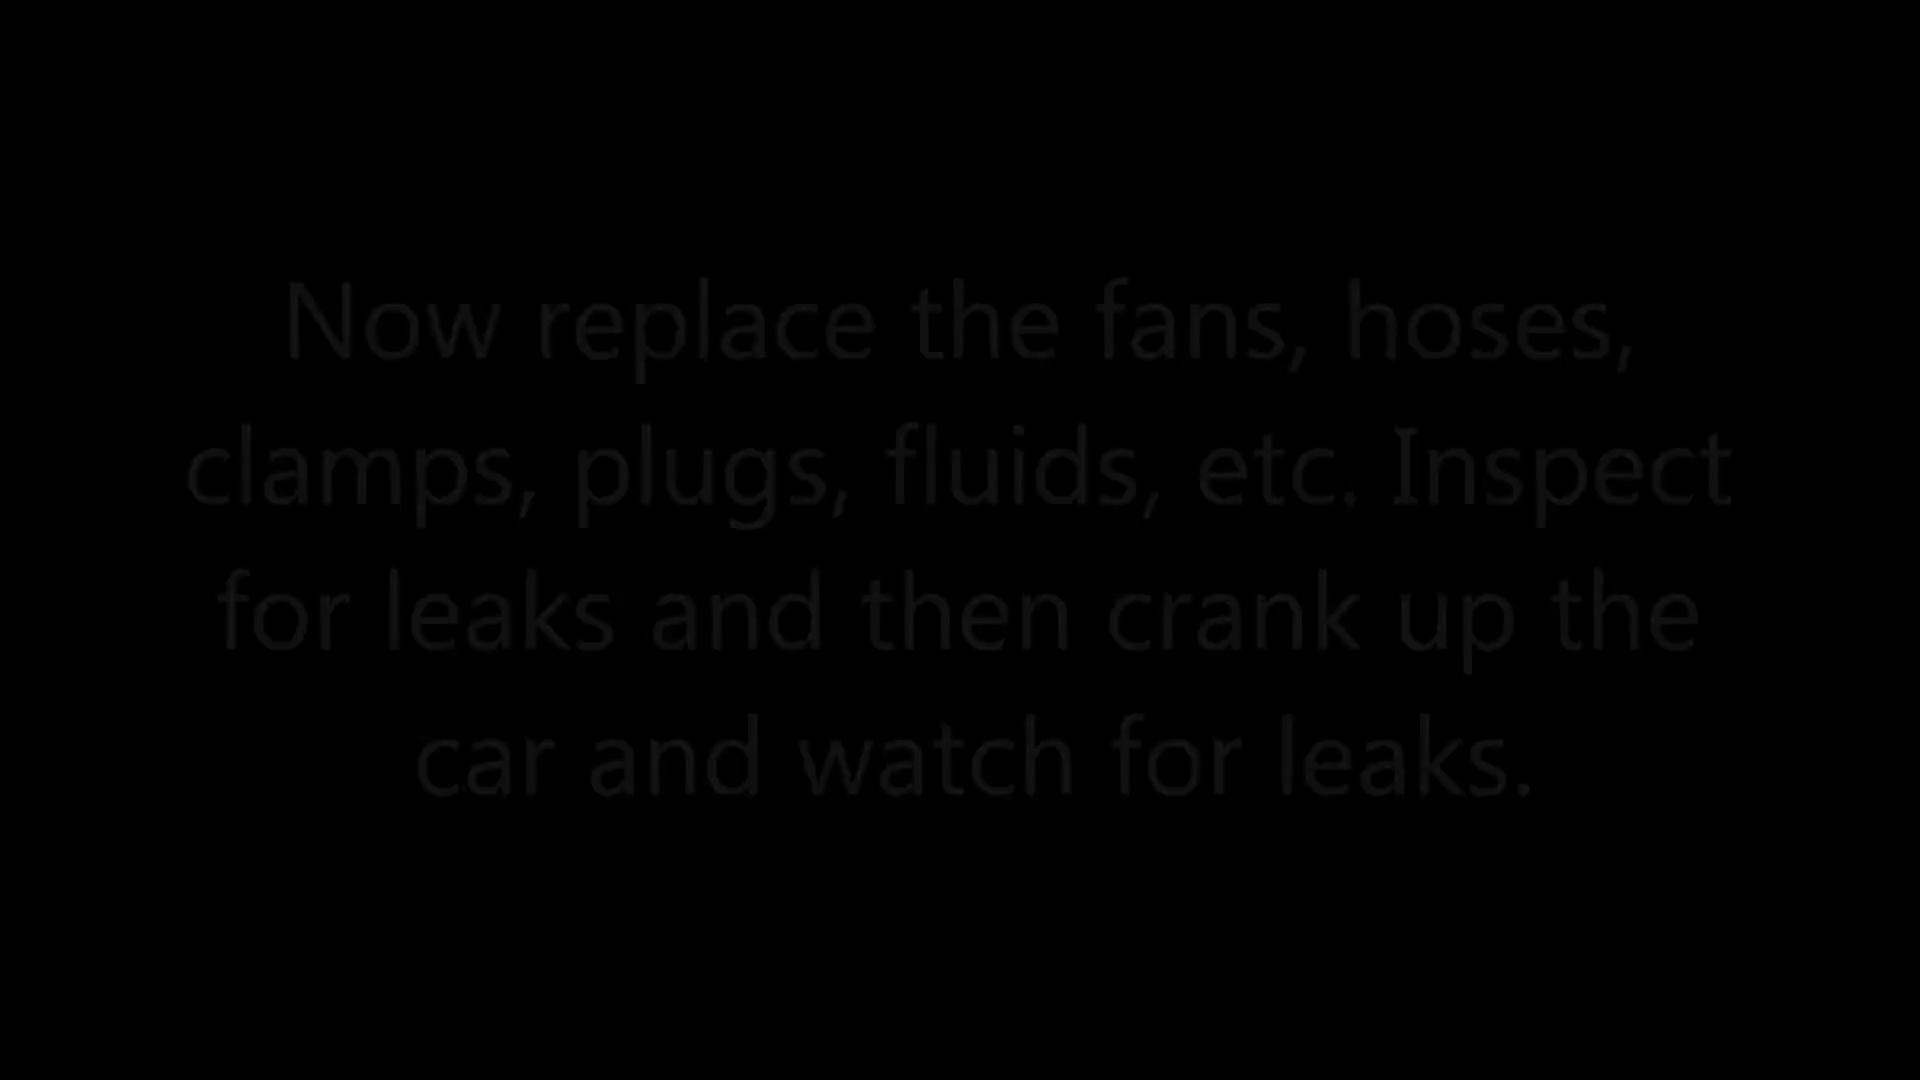 Now replace the fans, hoses,
clamps, plugs, fluids, etc. Inspect
for leaks and then crank up the
car and watch for leaks.